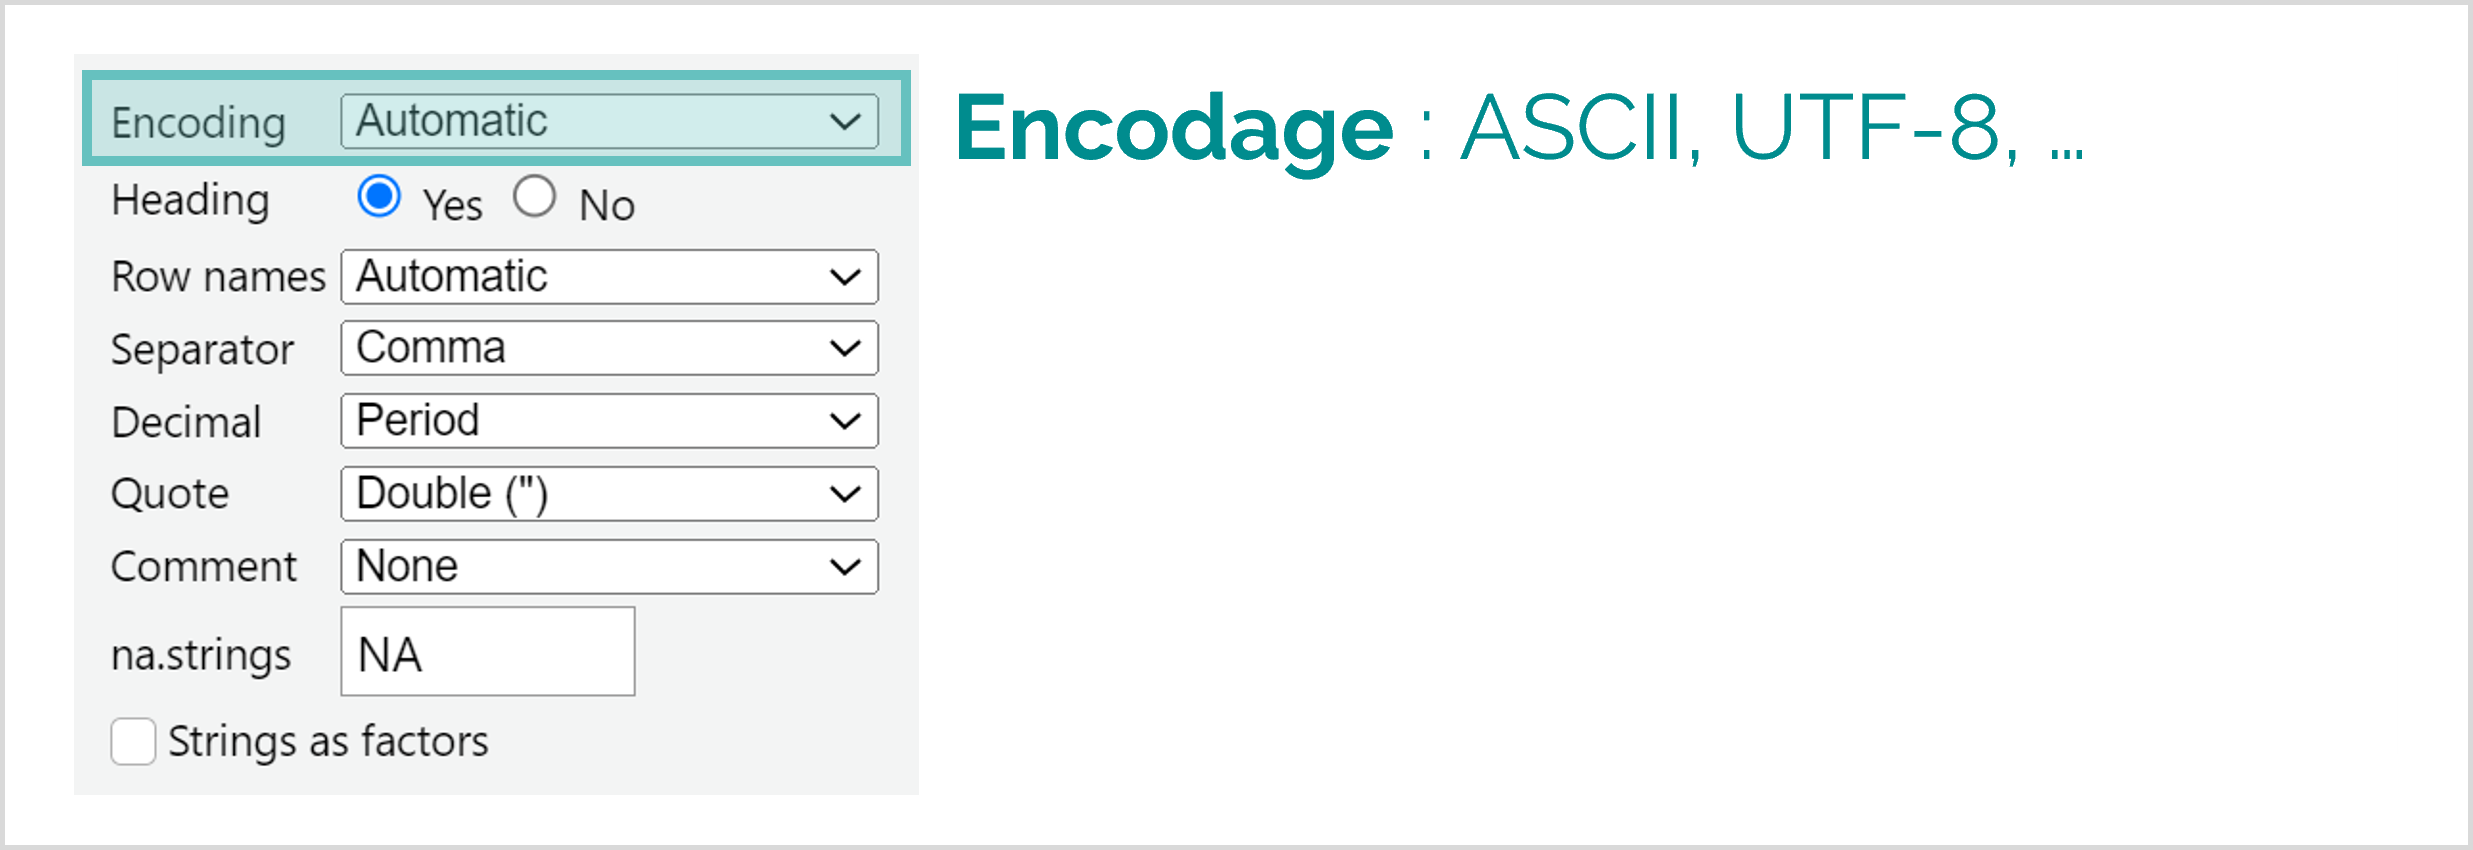 Encoding Automatic
Encodage : ASCII, UTF-8, ...
Heading Yes No
Row names Automatic
Separator Comma
Decimal Period
Quote Double (")
Comment None
na.strings NA
Strings as factors